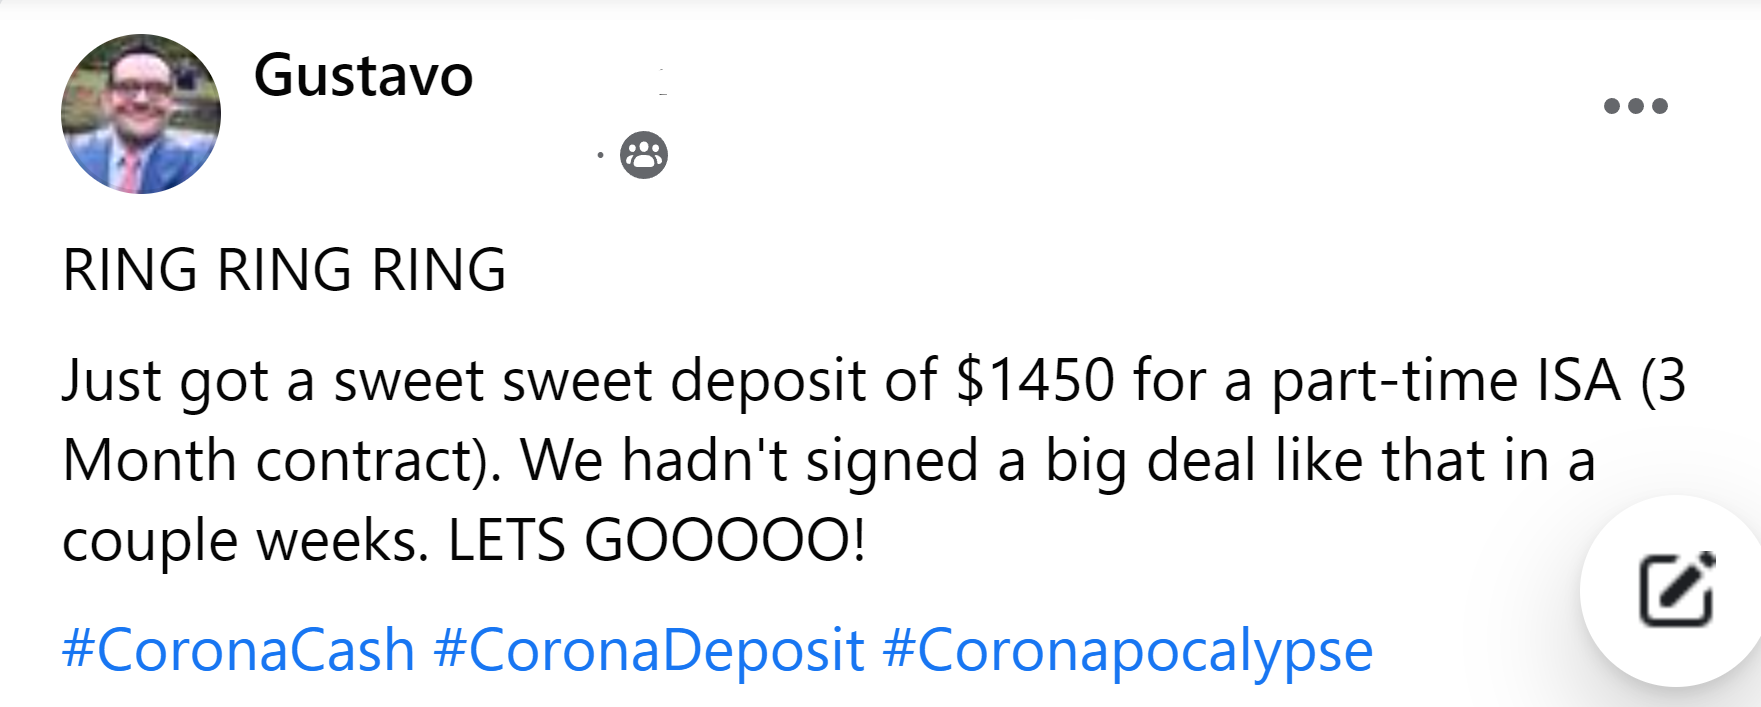 Gustavo
RING RING RING
Just got a sweet sweet deposit of $1450 for a part-time ISA (3
Month contract). We hadn't signed a big deal like that in a
couple weeks. LETS GOOOOO!
#CoronaCash #CoronaDeposit #Coronapocalypse